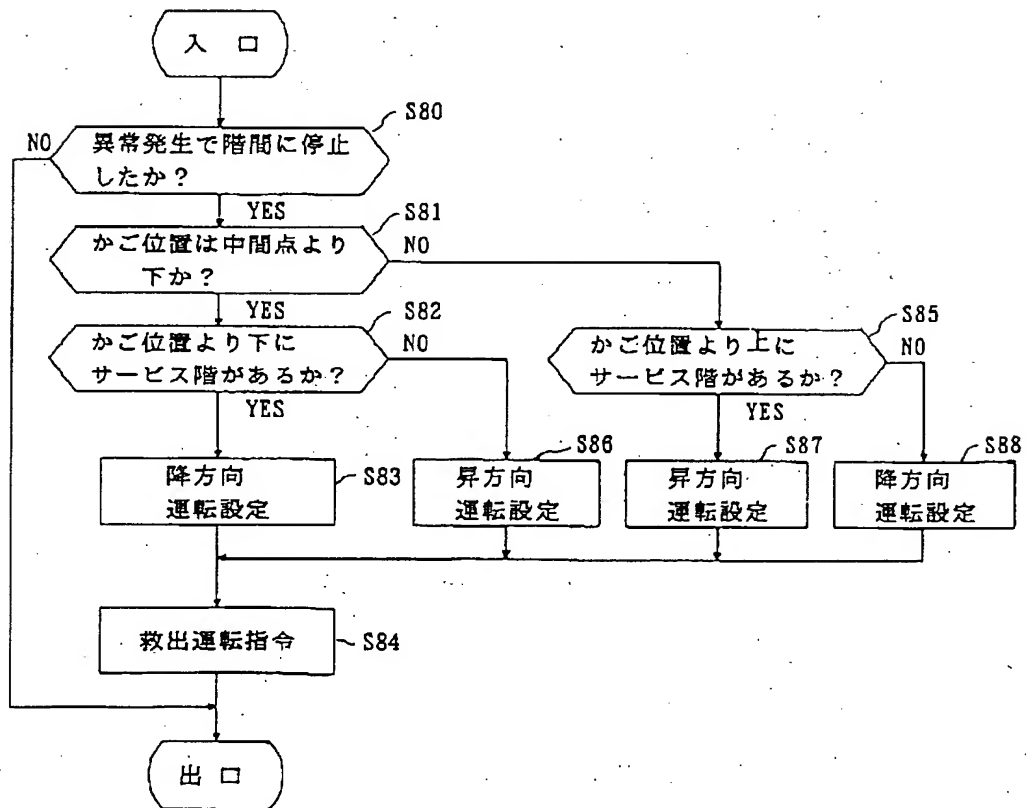 入 口
S80
NO
異常発生で階間に停止
したか?
YES
S81
かご位置は中間点より
下か?
NO
YES
S82
かご位置より下に
サービス階があるか?
NO
S85
かご位置より上に
サービス階があるか?
NO
YES
YES
降方向
運転設定
S83
昇方向
運転設定
S86
昇方向
運転設定
S87
降方向
運転設定
S88
救出運転指令
S84
出 口